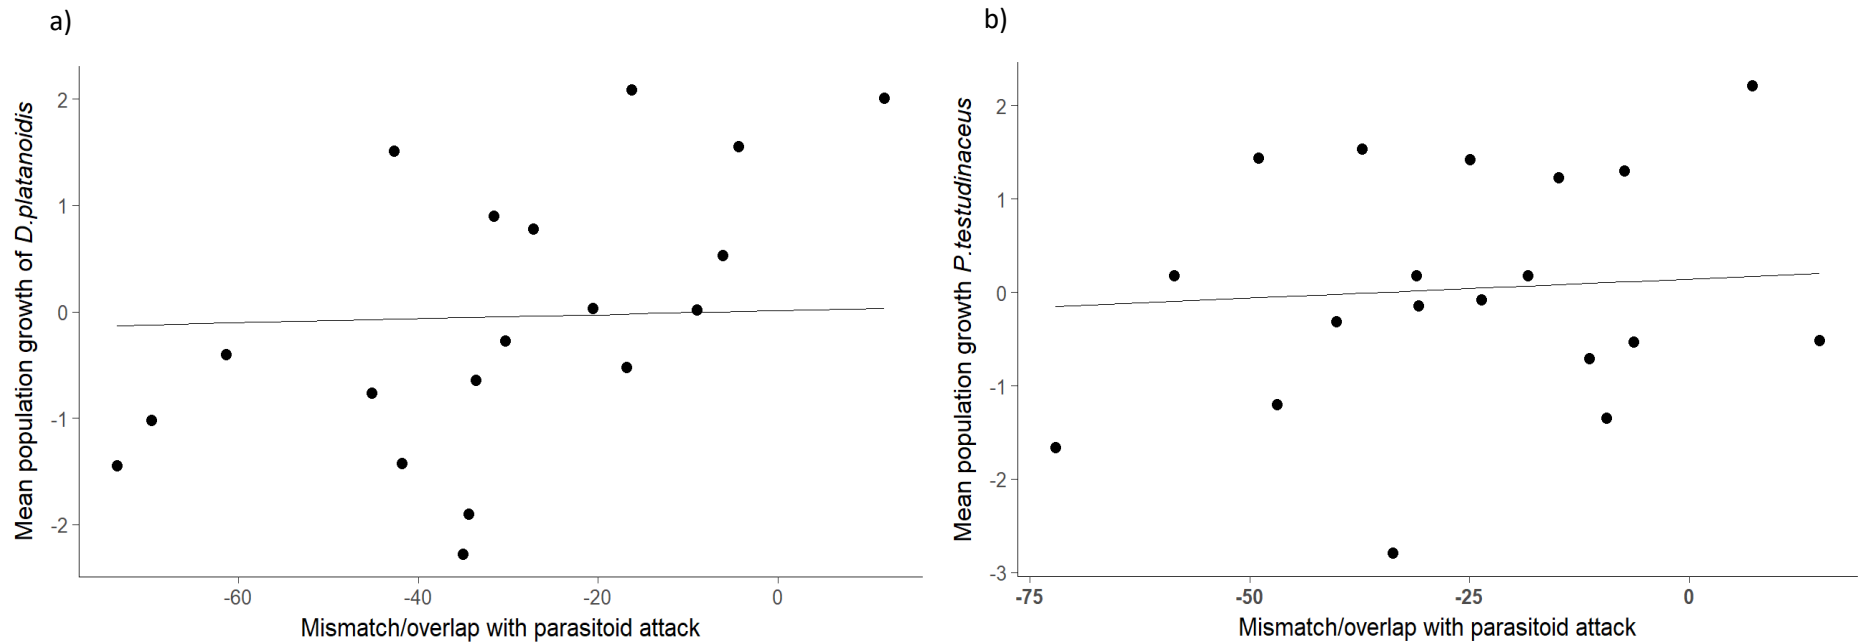 a)
Mean population growth of D.platanoidis
2
1
0
-1
-2
-60 -40 -20 0
Mismatch/overlap with parasitoid attack
b)
Mean population growth P.testudinaceus
2
1
0
-1
-2
-3
-75 -50 -25 0
Mismatch/overlap with parasitoid attack